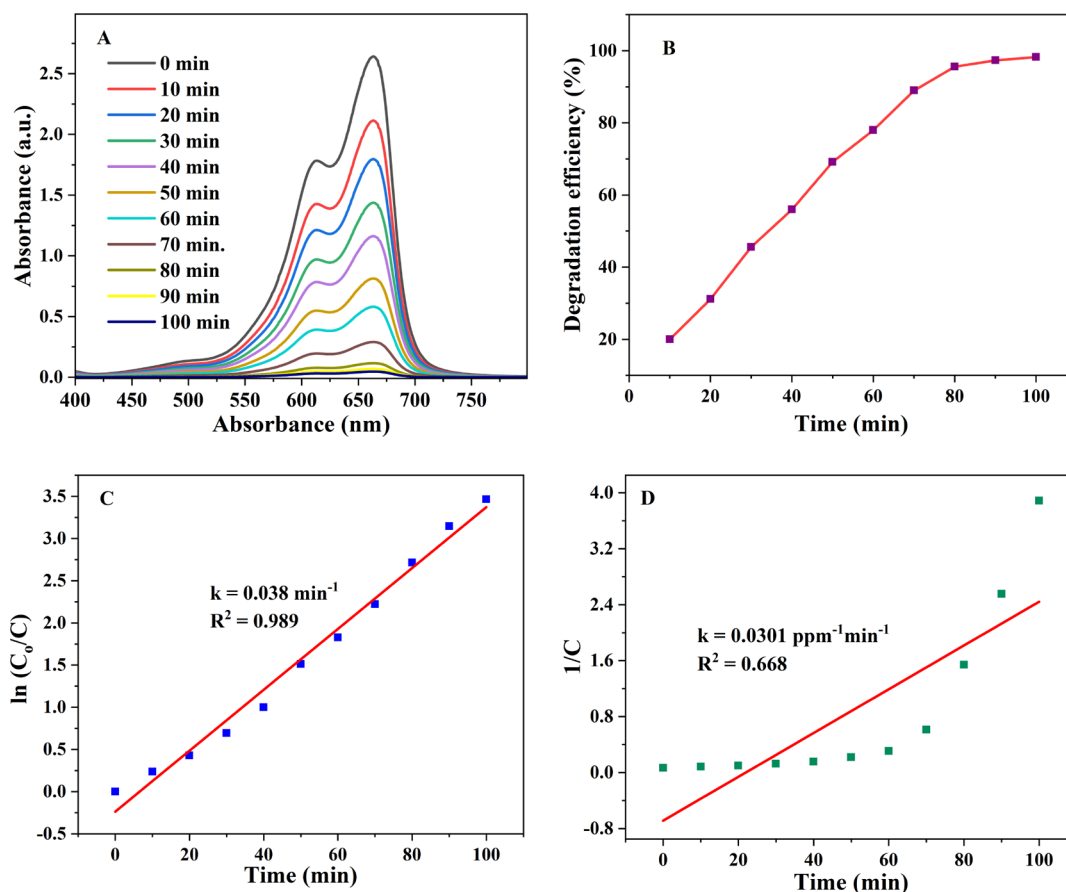 A
0 min
10 min
20 min
30 min
40 min
50 min
60 min
70 min.
80 min
90 min
100 min
2.5
2.0
1.5
1.0
0.5
0.0
400
450
500
550
600
650
700
750
Absorbance (a.u.)
Absorbance (nm)
B
100
80
60
40
20
0
20
40
60
80
100
Degradation efficiency (%)
Time (min)
C
3.5
3.0
2.5
2.0
1.5
1.0
0.5
0.0
-0.5
k = 0.038 min⁻¹
R² = 0.989
0
20
40
60
80
100
ln (Cₒ/C)
Time (min)
D
4.0
3.2
2.4
1.6
0.8
0.0
-0.8
k = 0.0301 ppm⁻¹min⁻¹
R² = 0.668
0
20
40
60
80
100
1/C
Time (min)